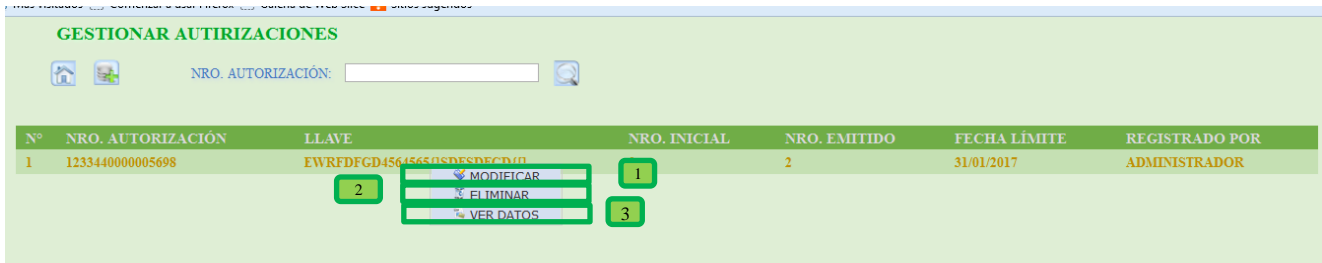 GESTIONAR AUTIRIZACIONES
NRO. AUTORIZACIÓN:
N° NRO. AUTORIZACIÓN LLAVE NRO. INICIAL NRO. EMITIDO FECHA LÍMITE REGISTRADO POR
1 123344000005698 2 31/01/2017 ADMINISTRADOR
MODIFICAR 1
2 ELIMINAR
VER DATOS 3